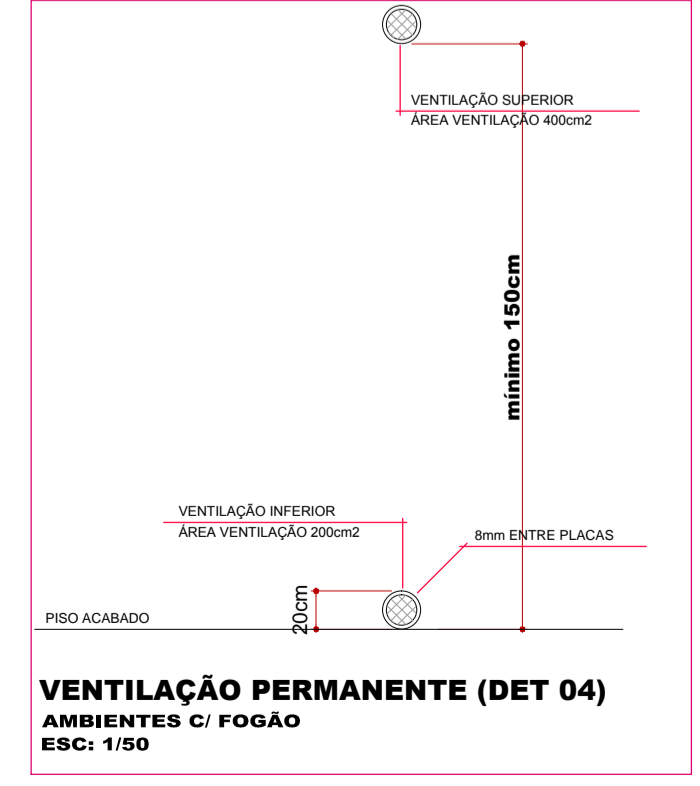 VENTILAÇÃO SUPERIOR
ÁREA VENTILAÇÃO 400cm2
mínimo 150cm
VENTILAÇÃO INFERIOR
ÁREA VENTILAÇÃO 200cm2
8mm ENTRE PLACAS
20cm
PISO ACABADO
VENTILAÇÃO PERMANENTE (DET 04)
AMBIENTES C/ FOGÃO
ESC: 1/50